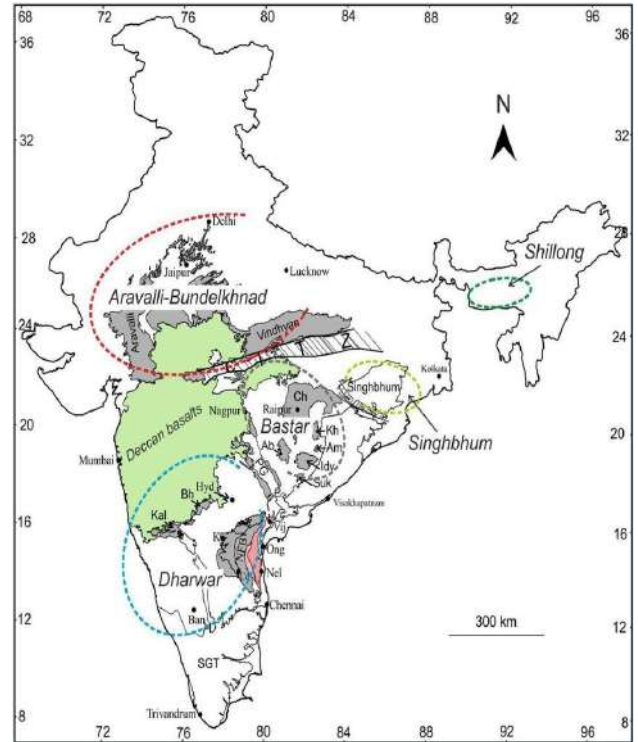 68 72 76 80 84 88 92 96
36 36
N
32 32
Delhi
28 28
Shillong
Jaipur
Lucknow
Aravalli-Bundelkhnad
24 24
Aravalli
Vindhyan
T Z
Singhbhum
Kolkata
Nagpur
Ch
Raipur
20 20
Deccan basalts
Bastar
Kh
Singhbhum
Ab
Am
Mumbai
Idy
PG
Suk
Hyd
Bh
Visakhapatnam
16 16
Kal
Vij
Ong
Dharwar
Nel
Chennai
12 12
Ban
300 km
SGT
Trivandrum
8 8
72 76 80 84 88 92 96